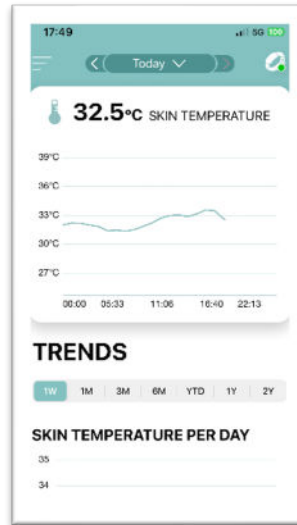 17:49 5G 100
Today
32.5°C SKIN TEMPERATURE
39°C
36°C
33°C
30°C
27°C
00:00 05:33 11:06 16:40 22:13
TRENDS
1W 1M 3M 6M YTD 1Y 2Y
SKIN TEMPERATURE PER DAY
35
34